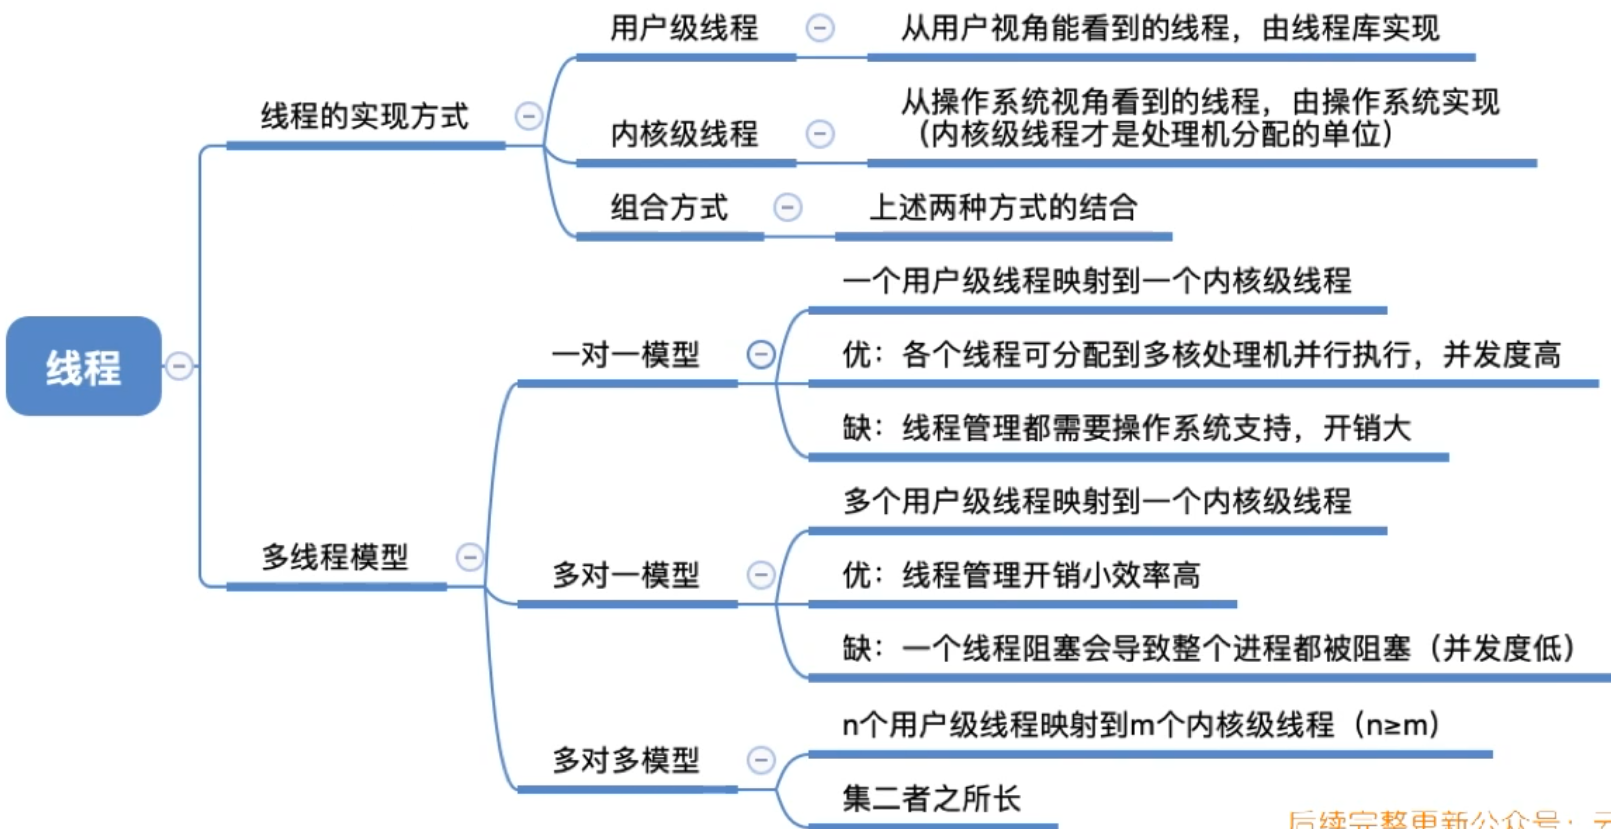 用户级线程
从用户视角能看到的线程，由线程库实现
线程的实现方式
内核级线程
从操作系统视角看到的线程，由操作系统实现
（内核级线程才是处理机分配的单位）
组合方式
上述两种方式的结合
线程
一对一模型
一个用户级线程映射到一个内核级线程
优：各个线程可分配到多核处理机并行执行，并发度高
缺：线程管理都需要操作系统支持，开销大
多线程模型
多对一模型
多个用户级线程映射到一个内核级线程
优：线程管理开销小效率高
缺：一个线程阻塞会导致整个进程都被阻塞（并发度低）
多对多模型
n个用户级线程映射到m个内核级线程（n≥m）
集二者之所长
后续完整更新公众号：